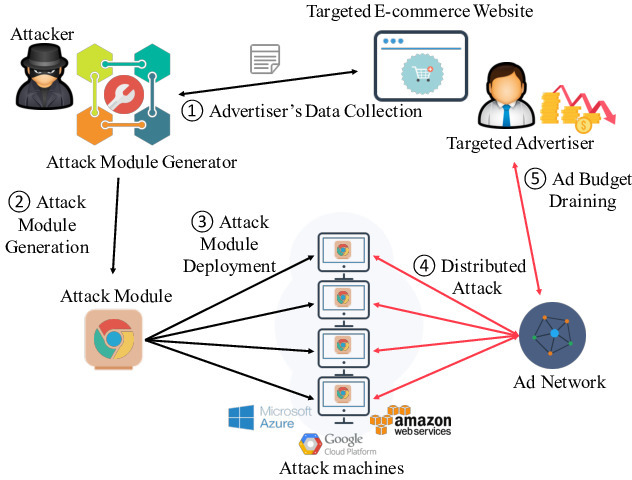 Attacker
Targeted E-commerce Website
① Advertiser's Data Collection
Attack Module Generator
Targeted Advertiser
② Attack
Module
Generation
③ Attack
Module
Deployment
⑤ Ad Budget
Draining
④ Distributed
Attack
Attack Module
Ad Network
Microsoft
Azure
amazon
webservices
Google
Cloud Platform
Attack machines